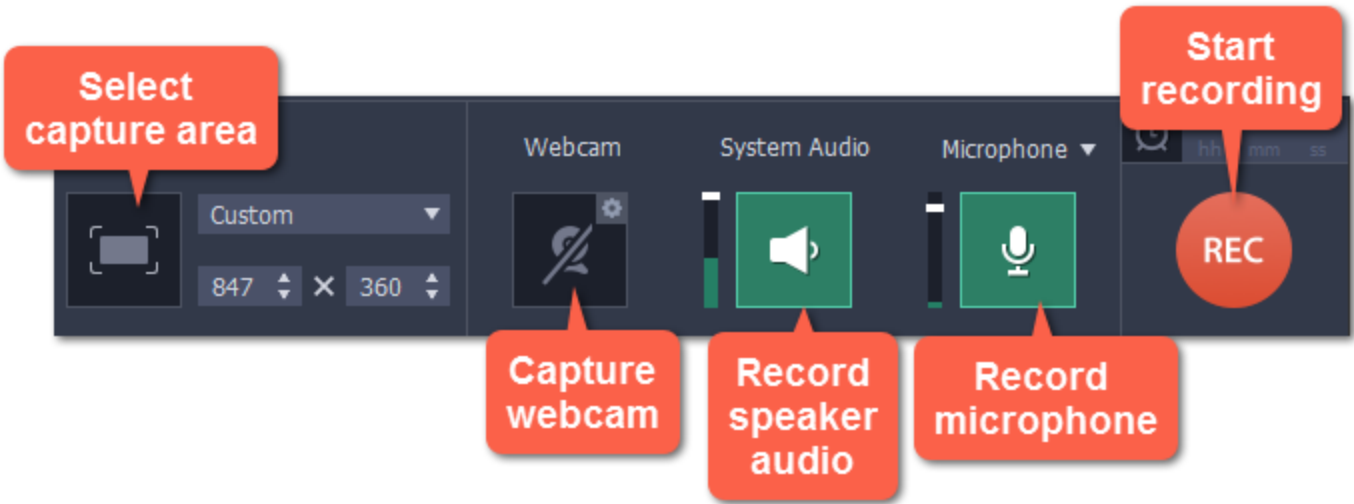 Select
capture area
Start
recording
Webcam
System Audio
Microphone
hh mm ss
Custom
847 × 360
REC
Capture
webcam
Record
speaker
audio
Record
microphone